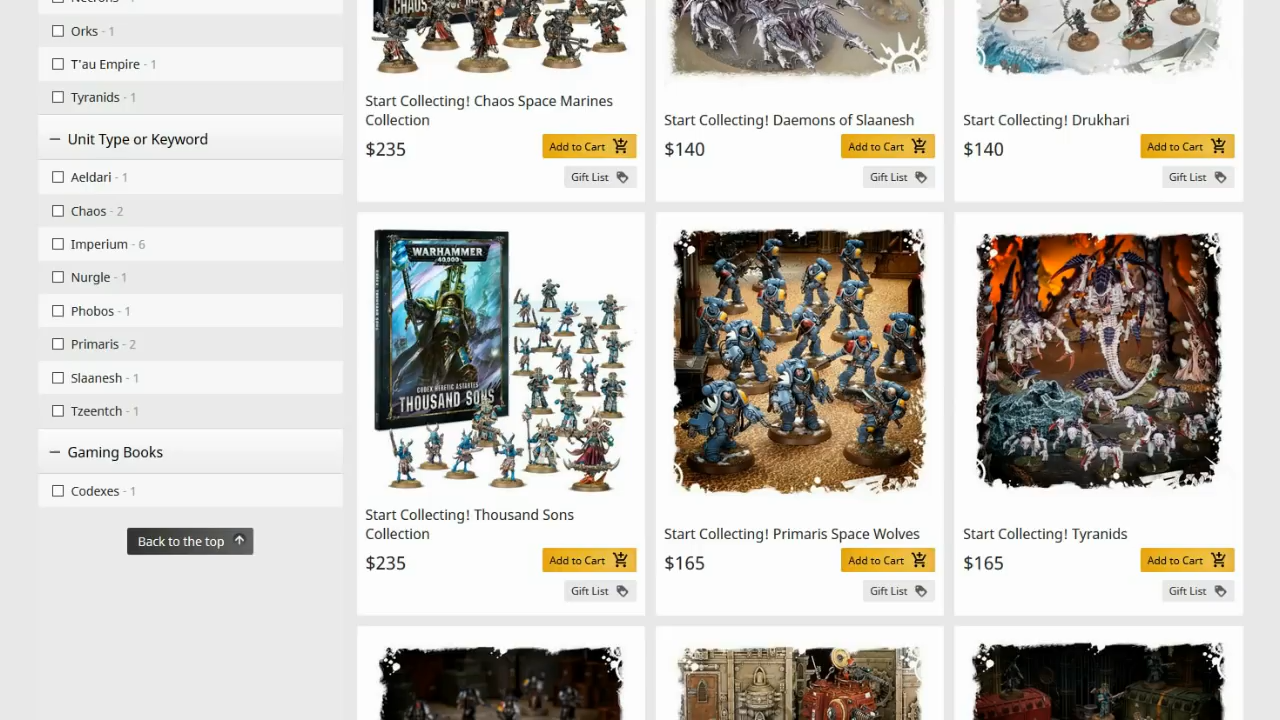 Necrons - 1
Orks - 1
T'au Empire - 1
Tyranids - 1
Unit Type or Keyword
Aeldari - 1
Chaos - 2
Imperium - 6
Nurgle - 1
Phobos - 1
Primaris - 2
Slaanesh - 1
Tzeentch - 1
Gaming Books
Codexes - 1
Back to the top
CHAOS
Start Collecting! Chaos Space Marines
Collection
$235
Add to Cart
Gift List
Start Collecting! Daemons of Slaanesh
$140
Add to Cart
Gift List
Start Collecting! Drukhari
$140
Add to Cart
Gift List
WARHAMMER
40,000
CODEX HERETIC ASTARTES
THOUSAND SONS
Start Collecting! Thousand Sons
Collection
$235
Add to Cart
Gift List
Start Collecting! Primaris Space Wolves
$165
Add to Cart
Gift List
Start Collecting! Tyranids
$165
Add to Cart
Gift List